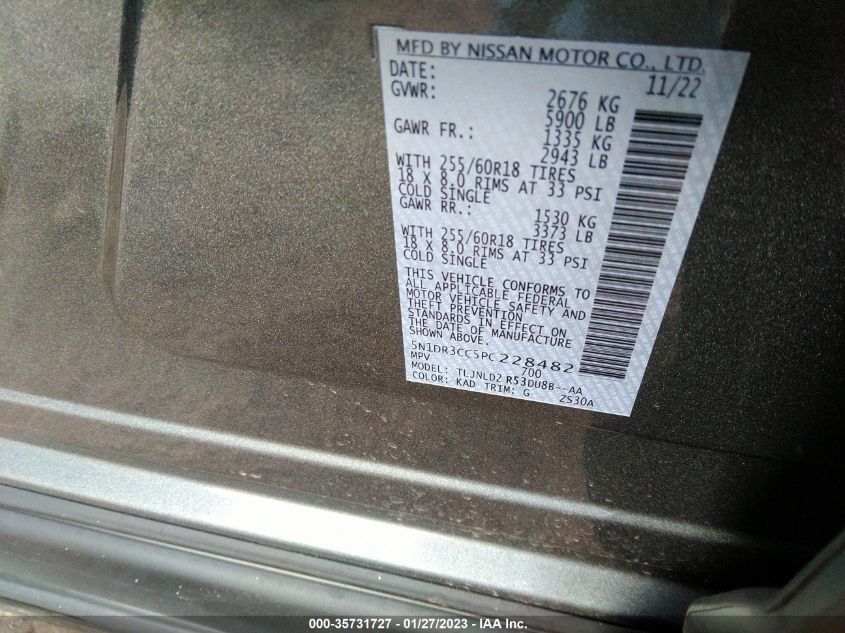 MFD BY NISSAN MOTOR CO., LTD.
DATE: 11/22
GVWR: 2676 KG
5900 LB
GAWR FR.: 1335 KG
2943 LB
WITH 255/60R18 TIRES
18 X 8.0 RIMS AT 33 PSI
COLD SINGLE
GAWR RR.: 1530 KG
3373 LB
WITH 255/60R18 TIRES
18 X 8.0 RIMS AT 33 PSI
COLD SINGLE
THIS VEHICLE CONFORMS TO
ALL APPLICABLE FEDERAL
MOTOR VEHICLE SAFETY AND
THEFT PREVENTION
STANDARDS IN EFFECT ON
THE DATE OF MANUFACTURE
SHOWN ABOVE.
5N1DR3CC5PC228482
MPV 700
MODEL: TLJNLD2 R53DU8B--AA
COLOR: KAD TRIM: G ZS30A
000-35731727 - 01/27/2023 - IAA Inc.